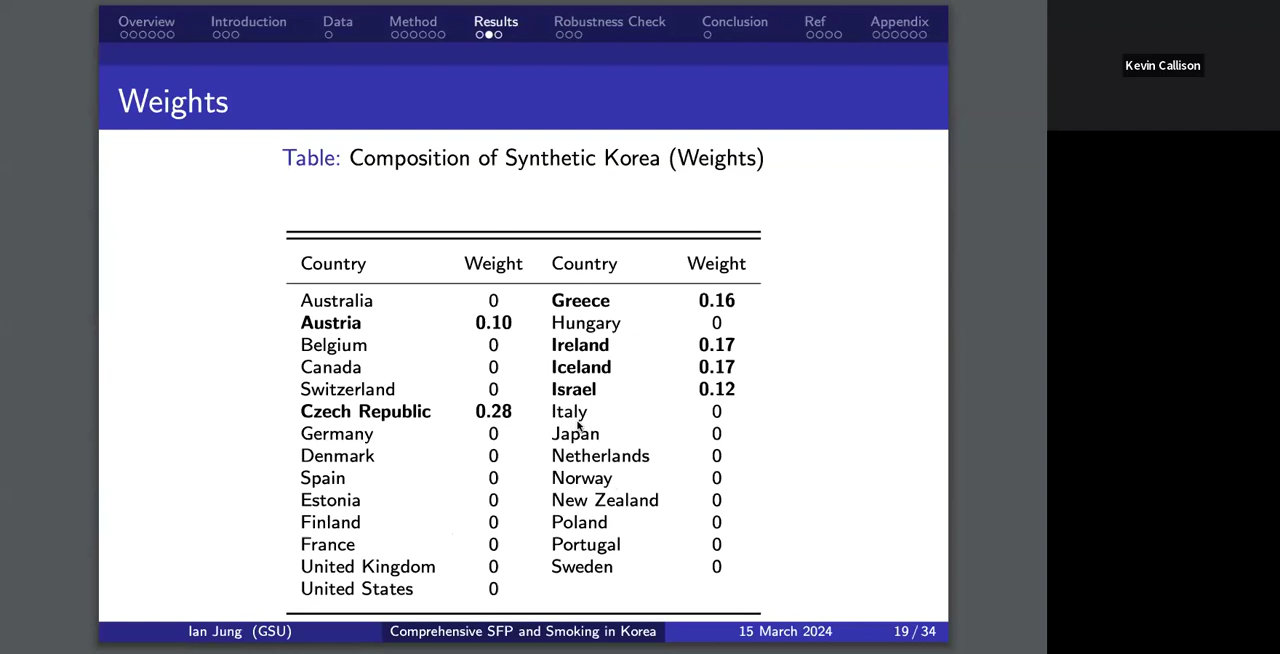 Overview Introduction Data Method Results Robustness Check Conclusion Ref Appendix
Kevin Callison
Weights
Table: Composition of Synthetic Korea (Weights)
Country Weight Country Weight
Australia 0 Greece 0.16
Austria 0.10 Hungary 0
Belgium 0 Ireland 0.17
Canada 0 Iceland 0.17
Switzerland 0 Israel 0.12
Czech Republic 0.28 Italy 0
Germany 0 Japan 0
Denmark 0 Netherlands 0
Spain 0 Norway 0
Estonia 0 New Zealand 0
Finland 0 Poland 0
France 0 Portugal 0
United Kingdom 0 Sweden 0
United States 0
Ian Jung (GSU) Comprehensive SFP and Smoking in Korea 15 March 2024 19 / 34